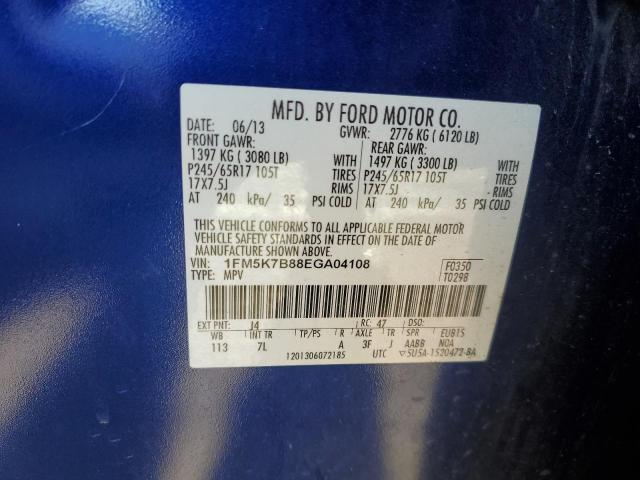 MFD. BY FORD MOTOR CO.
DATE: 06/13 GVWR: 2776 KG ( 6120 LB)
FRONT GAWR: REAR GAWR:
1397 KG ( 3080 LB) WITH 1497 KG ( 3300 LB) WITH
P245/65R17 105T TIRES P245/65R17 105T TIRES
17X7.5J RIMS 17X7.5J RIMS
AT 240 kPa/ 35 PSI COLD AT 240 kPa/ 35 PSI COLD
THIS VEHICLE CONFORMS TO ALL APPLICABLE FEDERAL MOTOR
VEHICLE SAFETY STANDARDS IN EFFECT ON THE DATE OF
MANUFACTURE SHOWN ABOVE.
VIN: 1FM5K7B88EGA04108 F0350
TYPE: MPV T0298
EXT PNT: J4 RC: 47 DSO:
WB INT TR TP/PS R AXLE TR SPR EUB1S
113 7L A 3F J AABB NOA
1201306072185 UTC ▽5U5A-1520472-BA